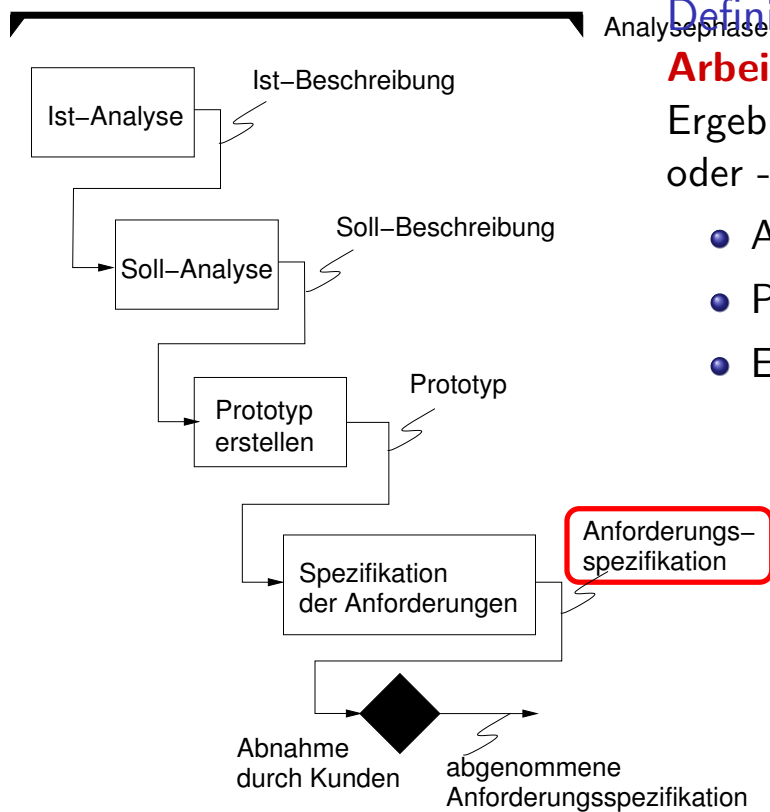 Analysephase
Ist–Beschreibung
Ist–Analyse
Ergeb
oder -
Soll–Beschreibung
Soll–Analyse
A
P
E
Prototyp
Prototyp
erstellen
Anforderungs–
spezifikation
Spezifikation
der Anforderungen
Abnahme
durch Kunden
abgenommene
Anforderungsspezifikation